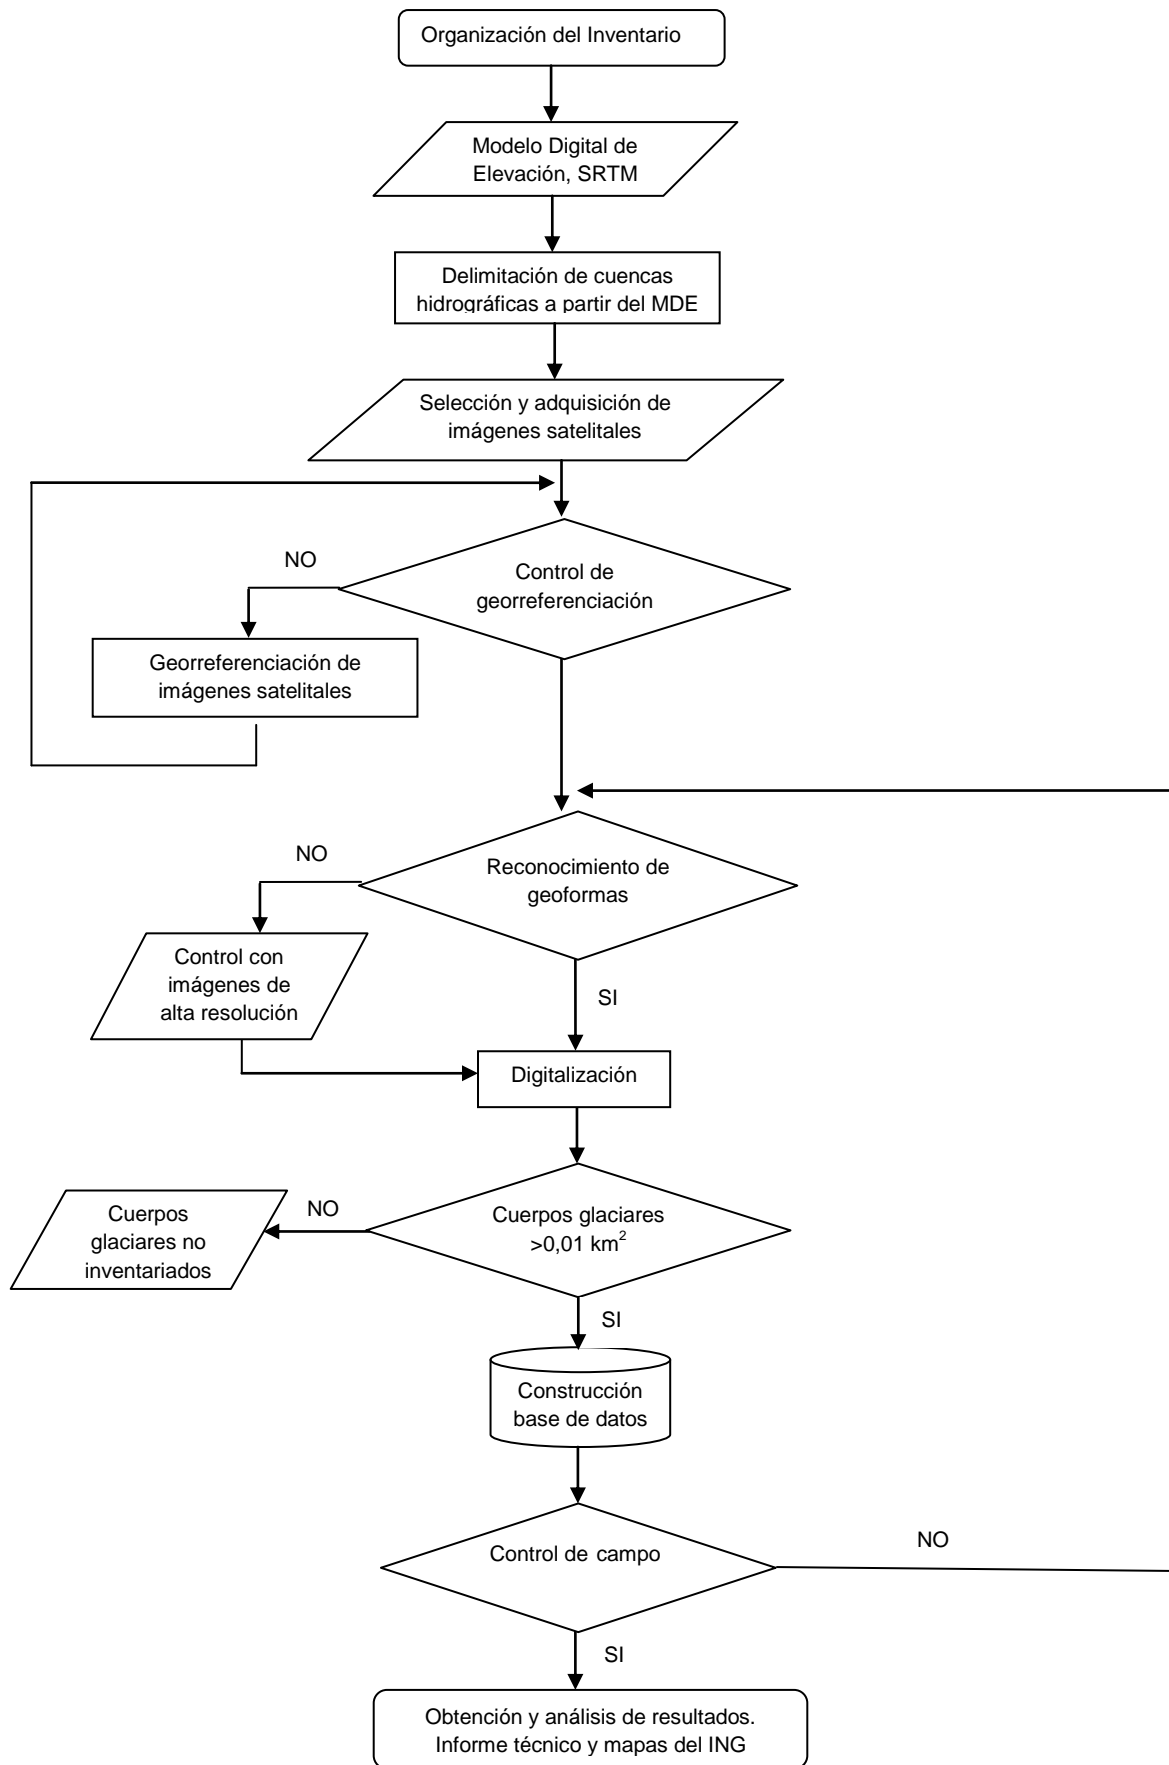 Organización del Inventario
Modelo Digital de
Elevación, SRTM
Delimitación de cuencas
hidrográficas a partir del MDE
Selección y adquisición de
imágenes satelitales
NO
Control de
georreferenciación
Georreferenciación de
imágenes satelitales
NO
Reconocimiento de
geoformas
Control con
imágenes de
alta resolución
SI
Digitalización
Cuerpos
glaciares no
inventariados
NO
Cuerpos glaciares
>0,01 km²
SI
Construcción
base de datos
Control de campo
NO
SI
Obtención y análisis de resultados.
Informe técnico y mapas del ING